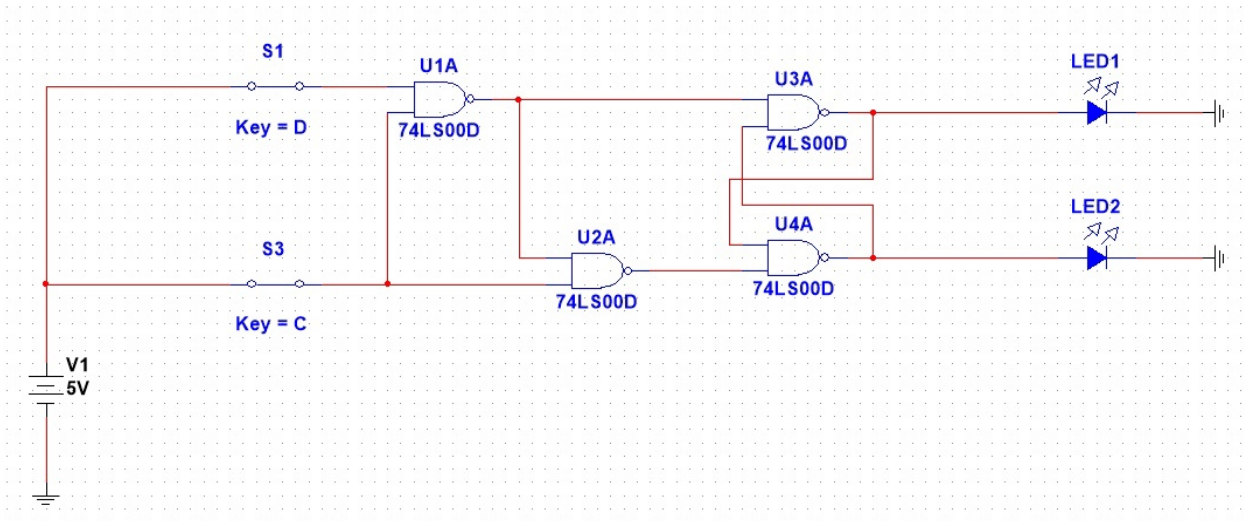 S1
Key = D
U1A
74LS00D
U3A
74LS00D
LED1
S3
Key = C
U2A
74LS00D
U4A
74LS00D
LED2
V1
5V